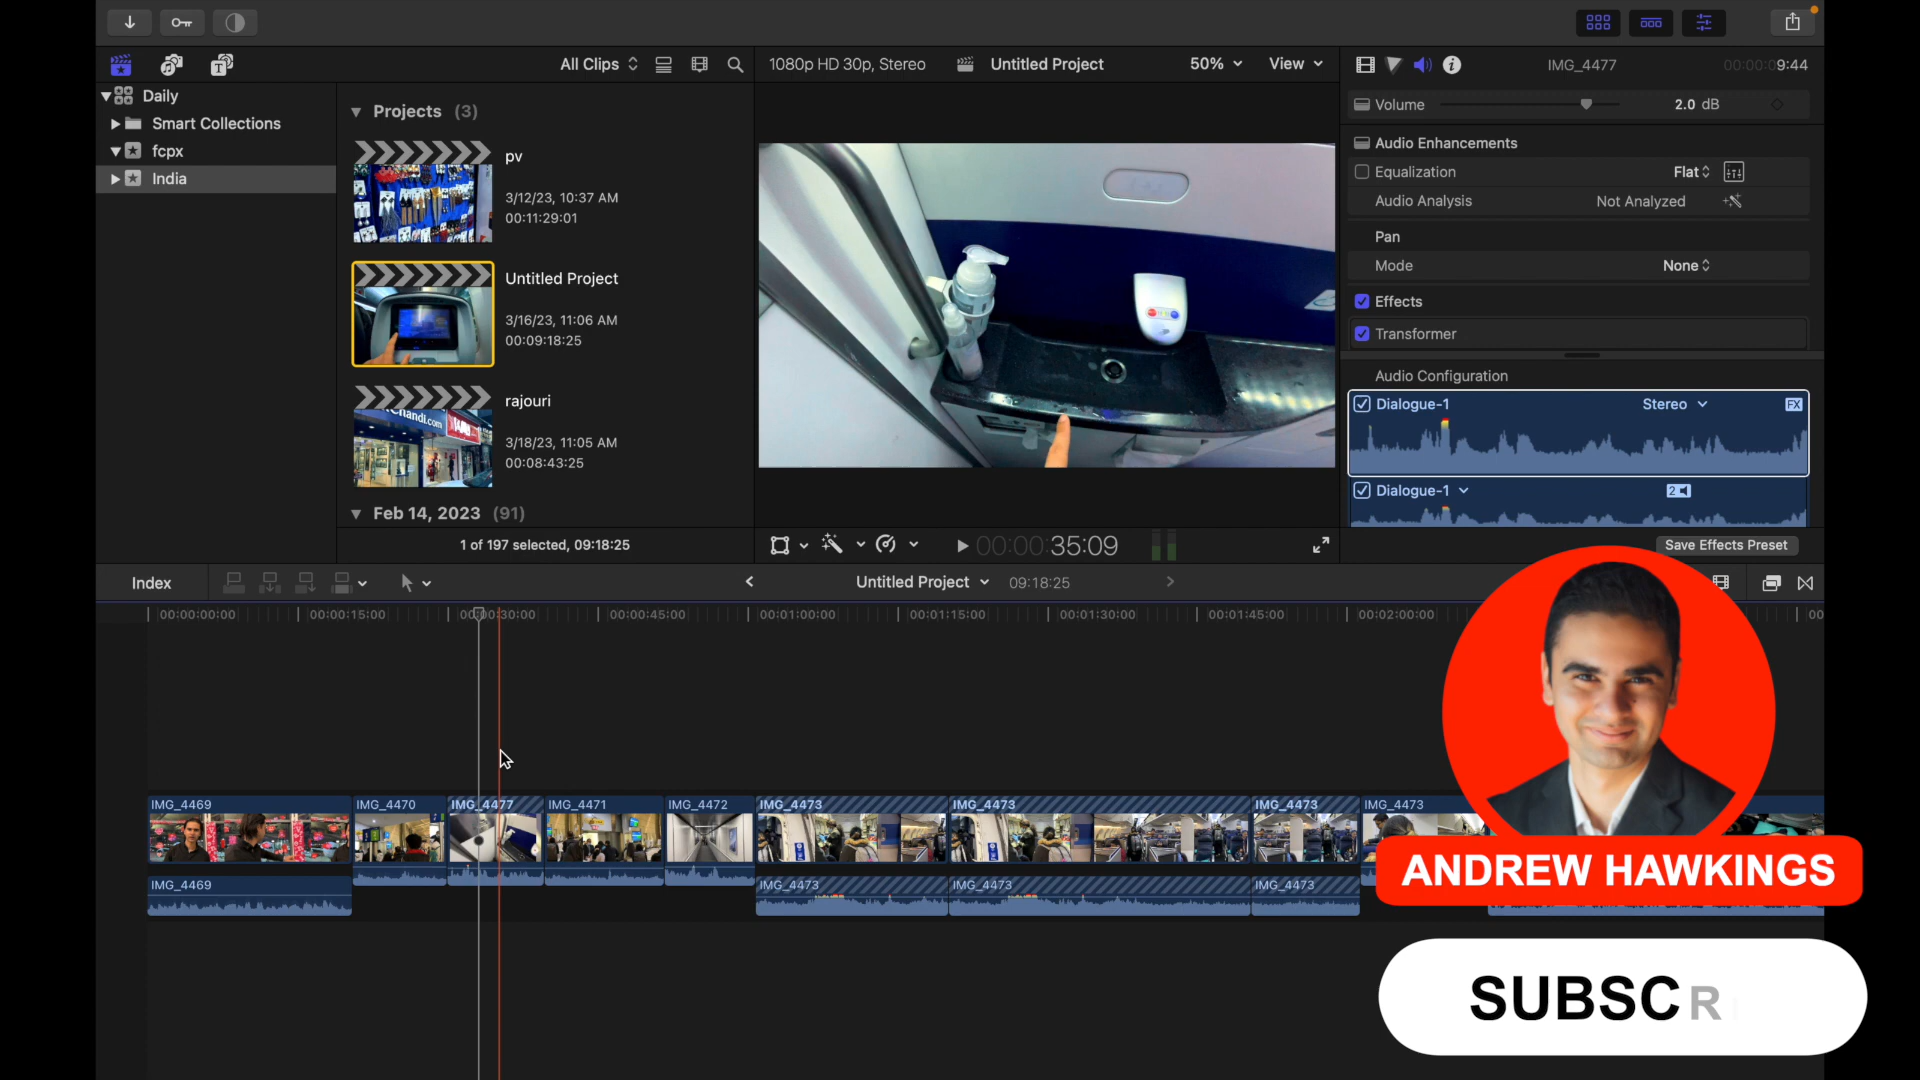 All Clips
1080p HD 30p, Stereo
Untitled Project
50%
View
IMG_4477
00:00:09:44
Daily
Smart Collections
fcpx
India
Projects (3)
pv
3/12/23, 10:37 AM
00:11:29:01
Untitled Project
3/16/23, 11:06 AM
00:09:18:25
rajouri
3/18/23, 11:05 AM
00:08:43:25
Feb 14, 2023 (91)
1 of 197 selected, 09:18:25
Volume
2.0 dB
Audio Enhancements
Equalization
Flat
Audio Analysis
Not Analyzed
Pan
Mode
None
Effects
Transformer
Audio Configuration
Dialogue-1
Stereo
FX
Dialogue-1
2
Save Effects Preset
00:00:35:09
Index
Untitled Project
09:18:25
00:00:00:00
00:00:15:00
00:00:30:00
00:00:45:00
00:01:00:00
00:01:15:00
00:01:30:00
00:01:45:00
00:02:00:00
00
IMG_4469
IMG_4470
IMG_4477
IMG_4471
IMG_4472
IMG_4473
IMG_4473
IMG_4473
IMG_4473
IMG_4469
IMG_4473
IMG_4473
IMG_4473
ANDREW HAWKINGS
SUBSCR